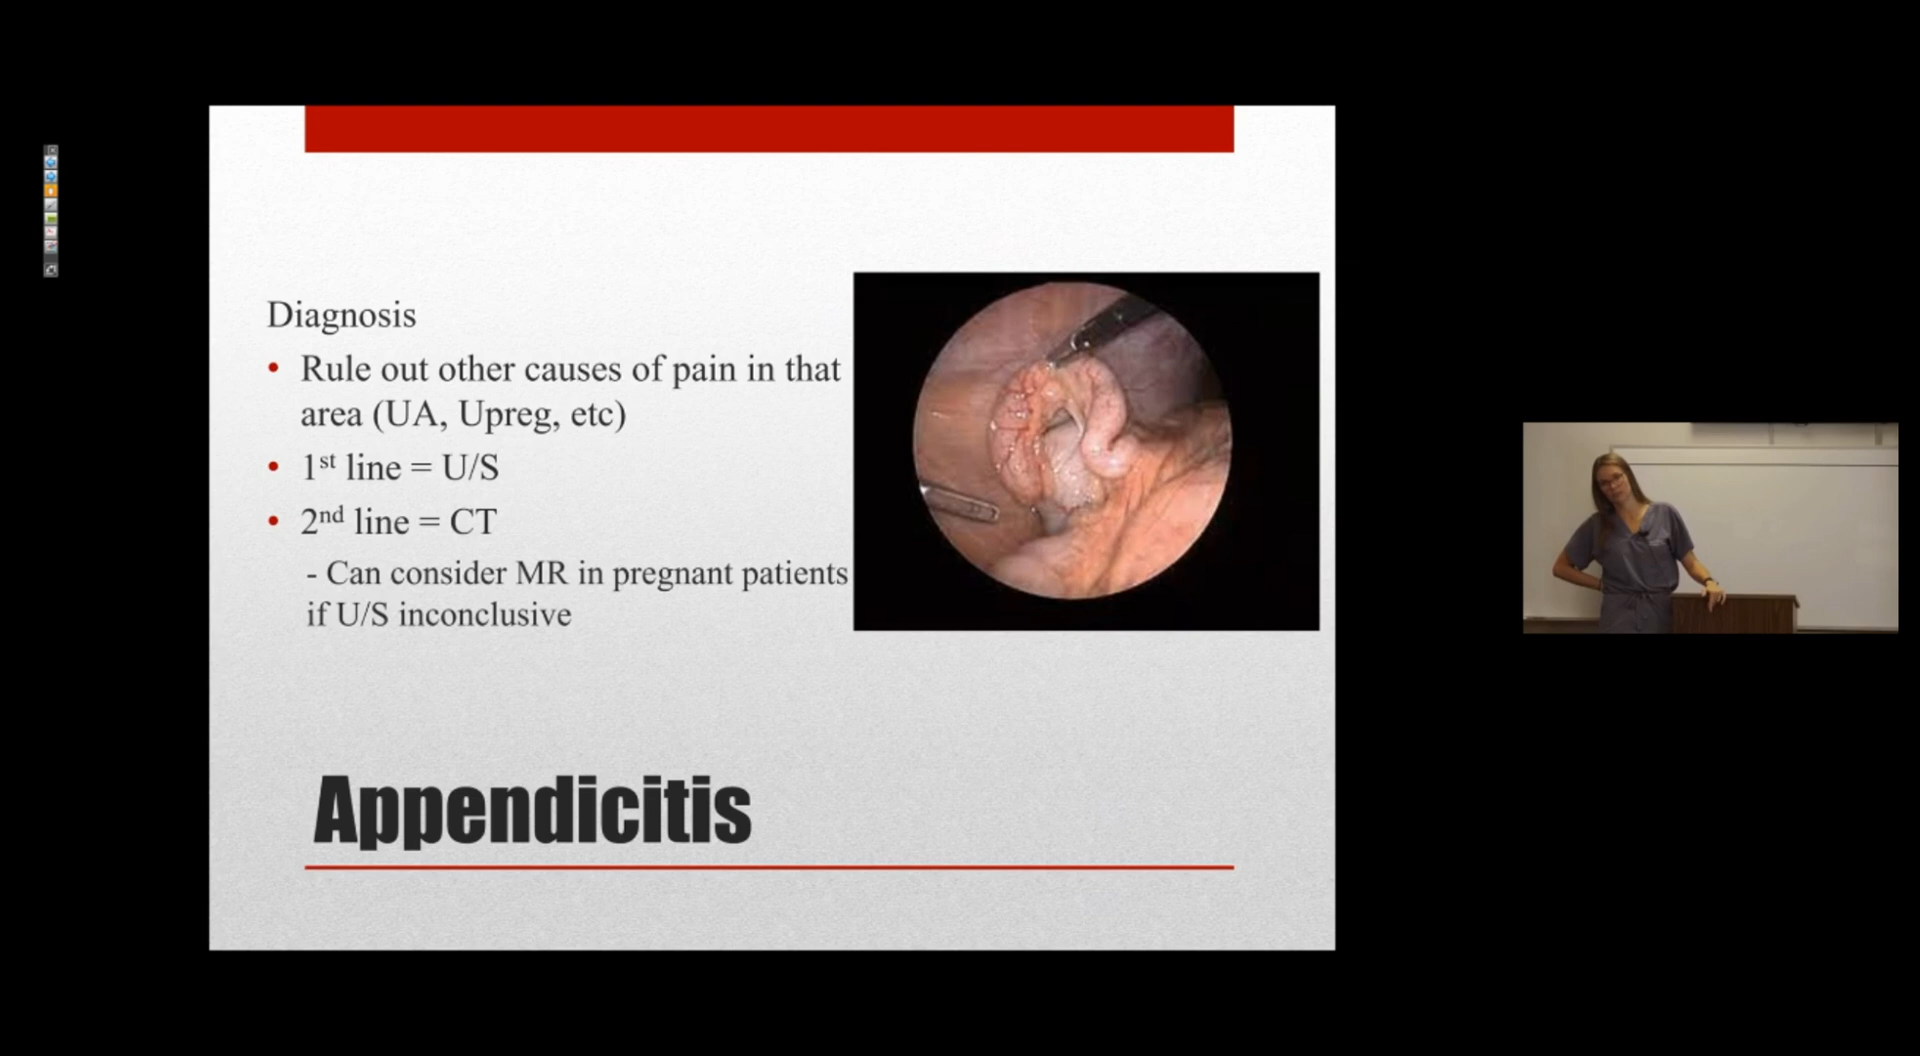 Diagnosis
• Rule out other causes of pain in that
area (UA, Upreg, etc)
• 1st line = U/S
• 2nd line = CT
- Can consider MR in pregnant patients
if U/S inconclusive
Appendicitis